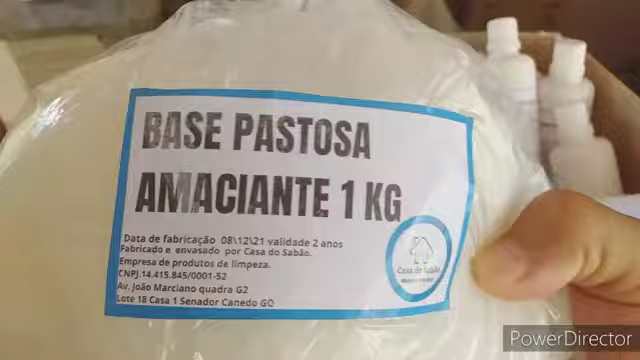 BASE PASTOSA
AMACIANTE 1 KG
Data de fabricação 08\12\21 validade 2 anos
Fabricado e envasado por Casa do Sabão.
Empresa de produtos de limpeza.
CNPJ.14.415.845/0001-52
Av. João Marciano quadra G2
Lote 18 Casa 1 Senador Canedo GO
Casa do Sabão
PowerDirector